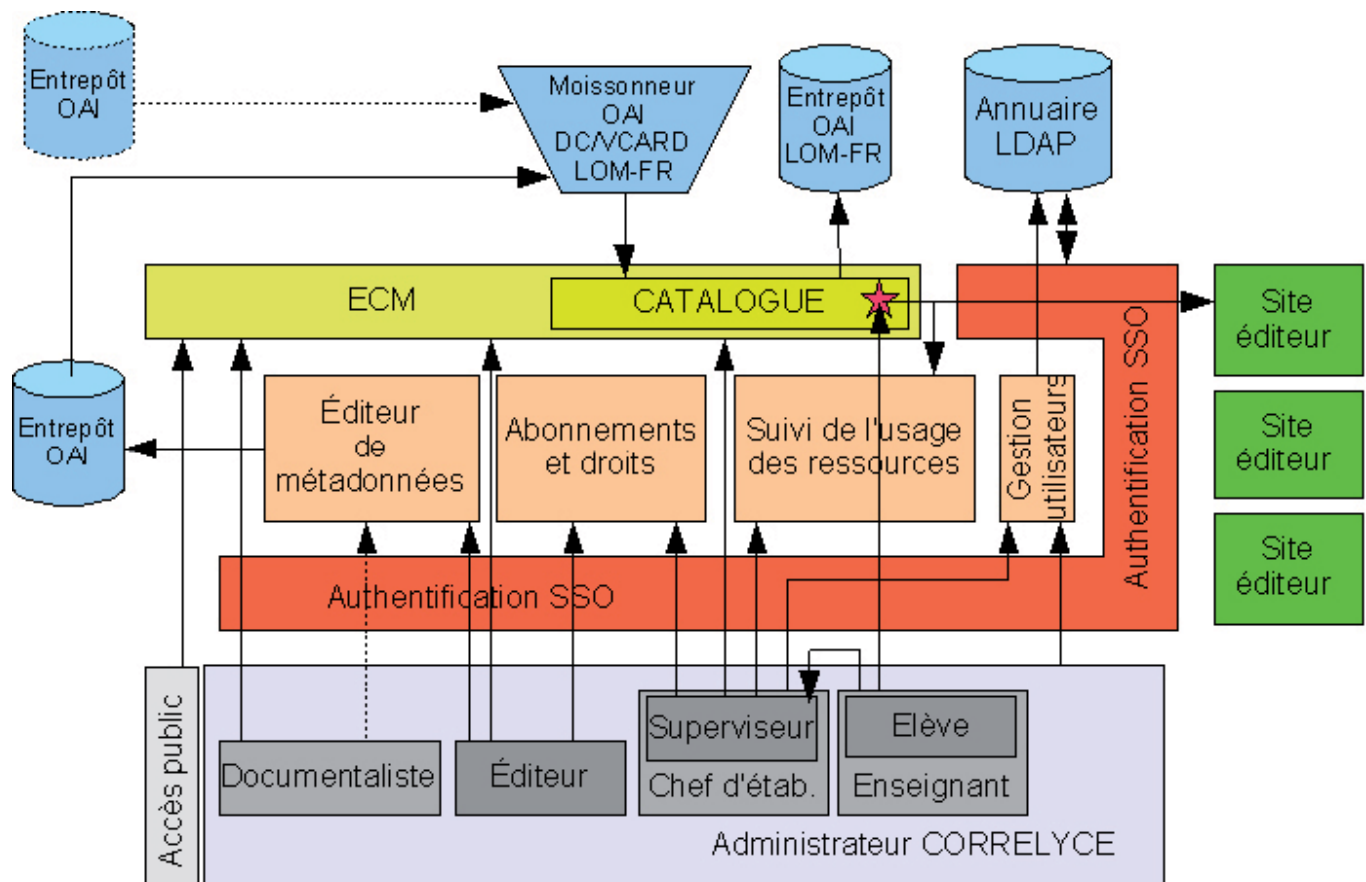 Entrepôt
OAI
Moissonneur
OAI
DC/VCARD
LOM-FR
Entrepôt
OAI
LOM-FR
Annuaire
LDAP
ECM
CATALOGUE
Authentification SSO
Site
éditeur
Site
éditeur
Site
éditeur
Entrepôt
OAI
Éditeur
de
métadonnées
Abonnements
et droits
Suivi de l'usage
des ressources
Gestion
utilisateurs
Authentification SSO
Accès public
Documentaliste
Éditeur
Superviseur
Chef d'étab.
Elève
Enseignant
Administrateur CORRELYCE